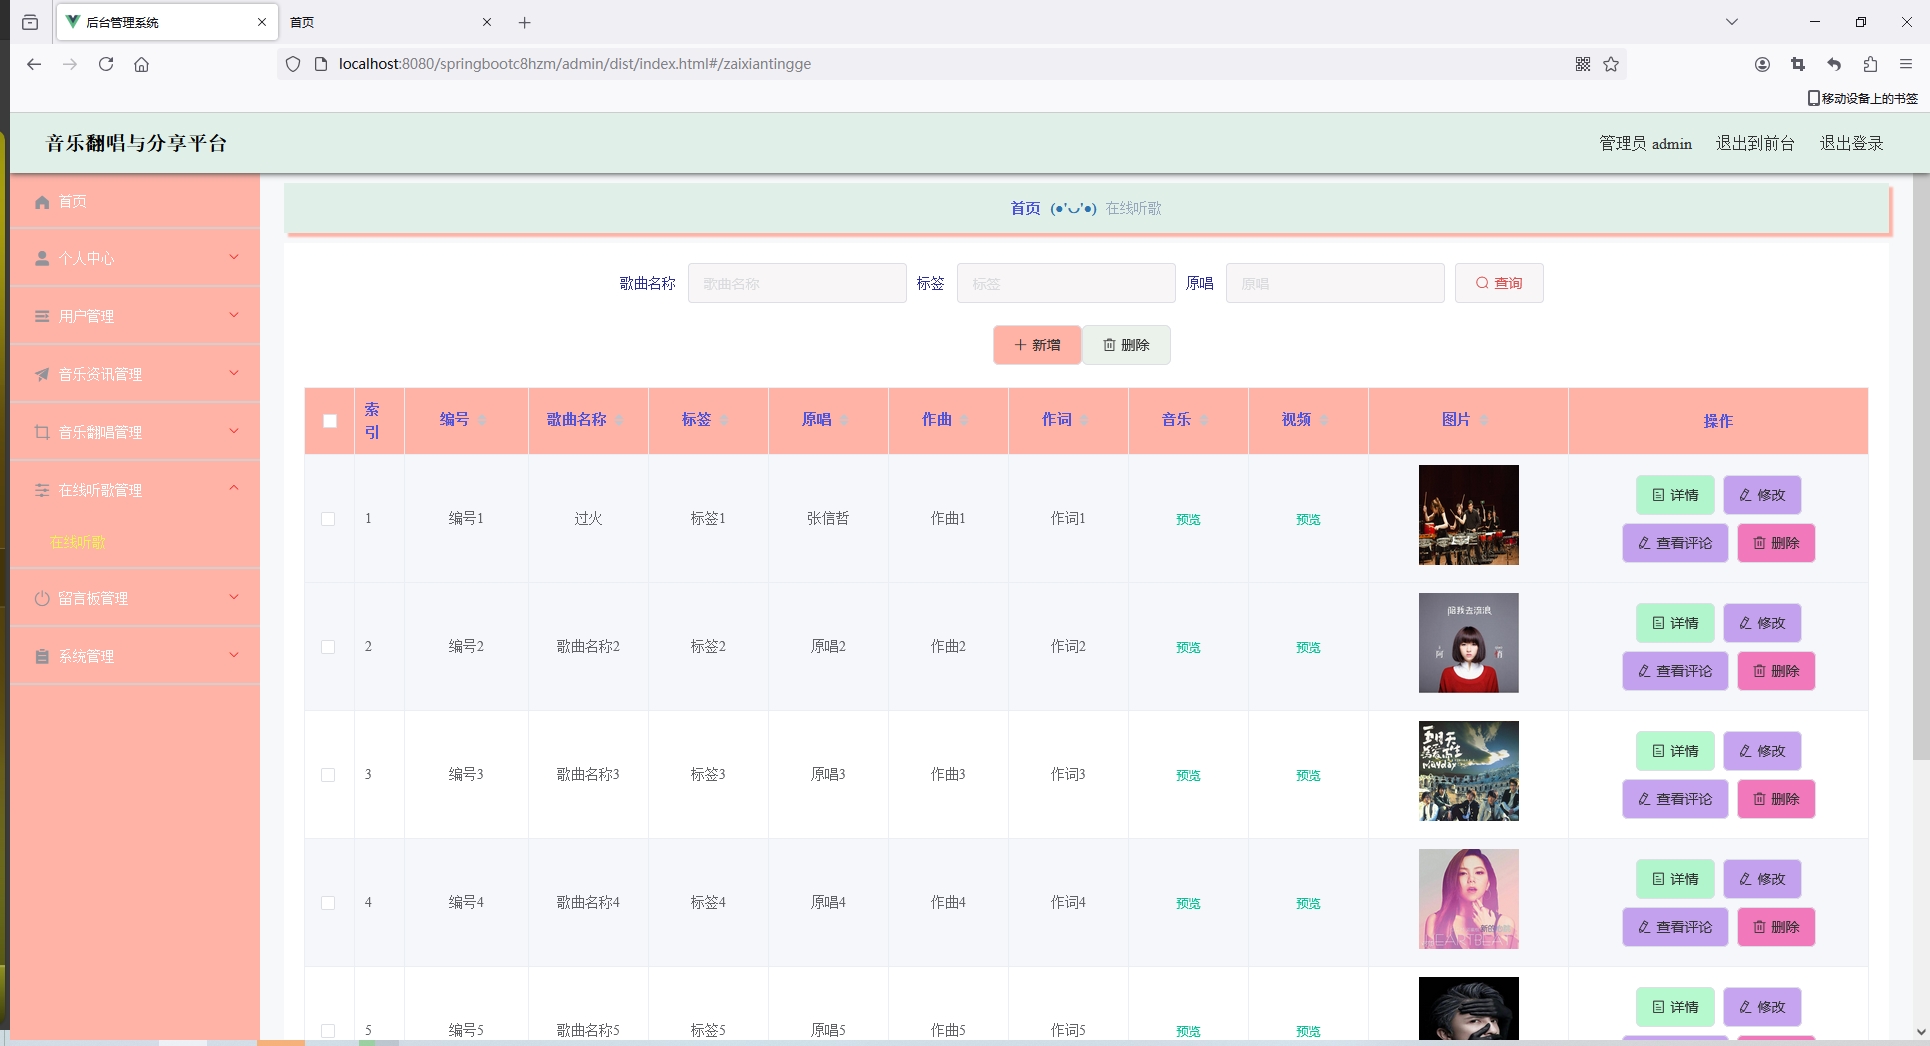 后台管理系统
首页
localhost:8080/springbootc8hzm/admin/dist/index.html#/zaixiantingge
移动设备上的书签
音乐翻唱与分享平台
管理员 admin 退出到前台 退出登录
首页
个人中心
用户管理
音乐资讯管理
音乐翻唱管理
在线听歌管理
在线听歌
留言板管理
系统管理
首页 (●'◡'●) 在线听歌
歌曲名称 歌曲名称 标签 标签 原唱 原唱 查询
新增 删除
索引 编号 歌曲名称 标签 原唱 作曲 作词 音乐 视频 图片 操作
1 编号1 过火 标签1 张信哲 作曲1 作词1 预览 预览 详情 修改
查看评论 删除
陪我去流浪
2 编号2 歌曲名称2 标签2 原唱2 作曲2 作词2 预览 预览 详情 修改
查看评论 删除
五月天
mayday
3 编号3 歌曲名称3 标签3 原唱3 作曲3 作词3 预览 预览 详情 修改
查看评论 删除
4 编号4 歌曲名称4 标签4 原唱4 作曲4 作词4 预览 预览 详情 修改
查看评论 删除
HEARTBEAT
5 编号5 歌曲名称5 标签5 原唱5 作曲5 作词5 预览 预览 详情 修改